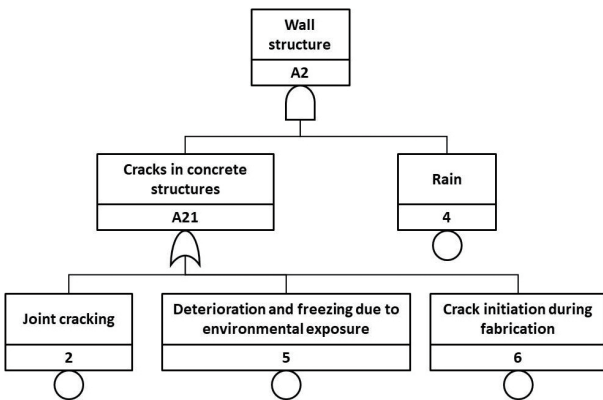 Wall
structure
A2
Cracks in concrete
structures
A21
Rain
4
Joint cracking
2
Deterioration and freezing due to
environmental exposure
5
Crack initiation during
fabrication
6